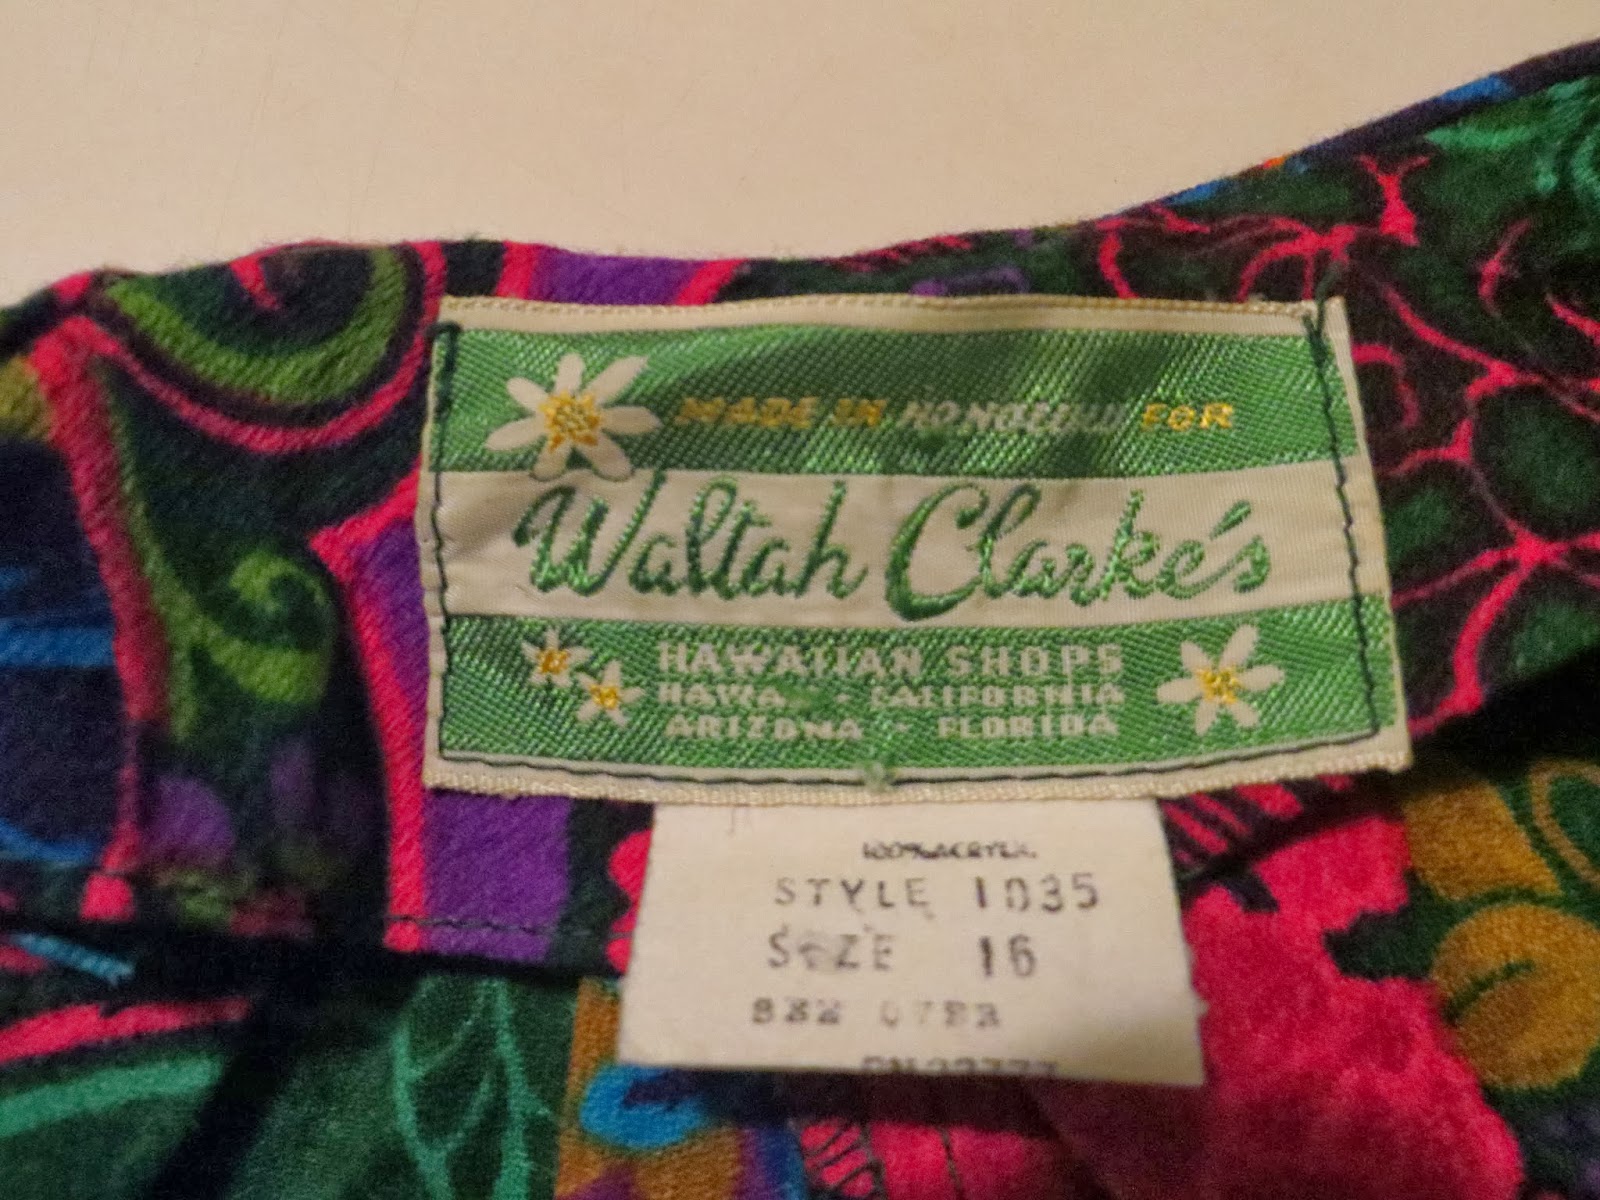 MADE IN HONOLULU FOR
Waltah Clarke's
HAWAIIAN SHOPS
HAWAII - CALIFORNIA
ARIZONA - FLORIDA
STYLE 1035
SIZE 16